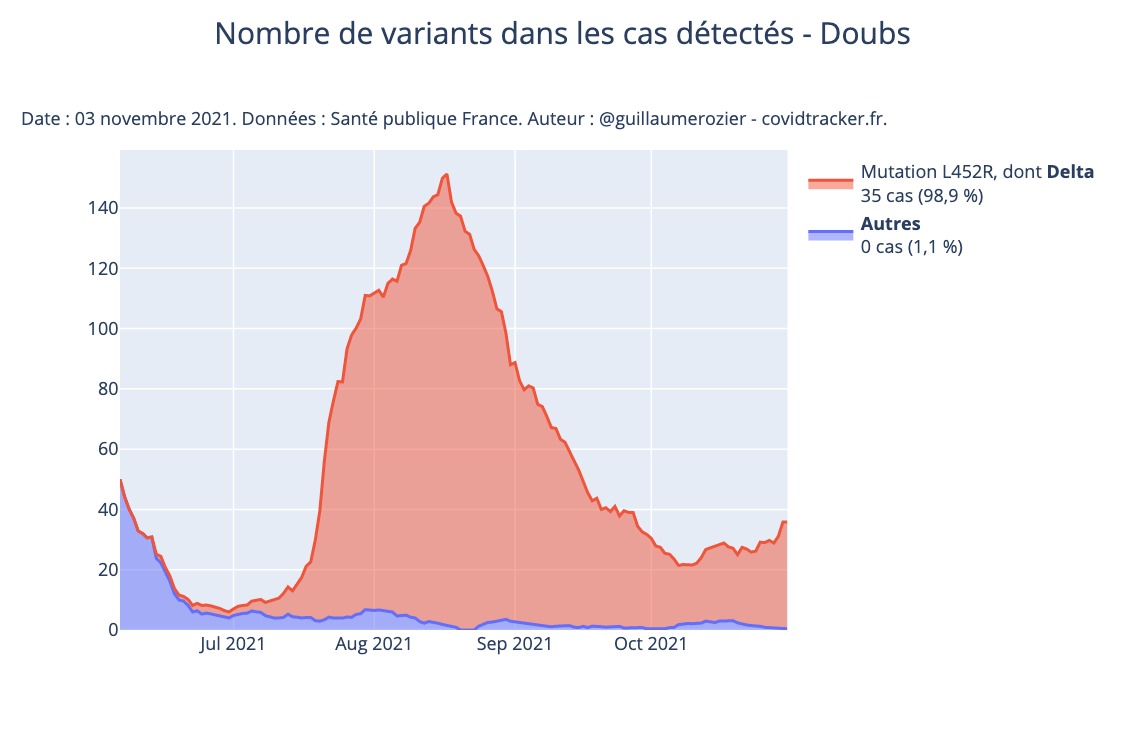 Nombre de variants dans les cas détectés - Doubs
Date : 03 novembre 2021. Données : Santé publique France. Auteur : @guillaumerozier - covidtracker.fr.
Mutation L452R, dont Delta
35 cas (98,9 %)
Autres
0 cas (1,1 %)
140
120
100
80
60
40
20
0
Jul 2021 Aug 2021 Sep 2021 Oct 2021